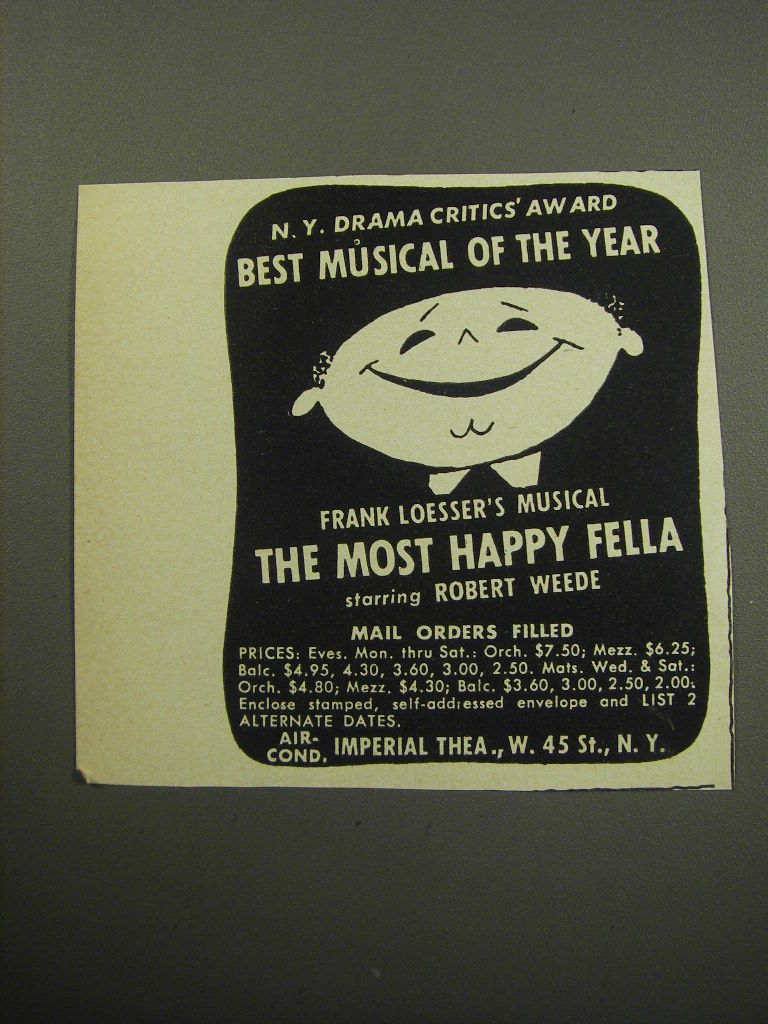 N. Y. DRAMA CRITICS' AWARD
BEST MUSICAL OF THE YEAR
FRANK LOESSER'S MUSICAL
THE MOST HAPPY FELLA
starring ROBERT WEEDE
MAIL ORDERS FILLED
PRICES: Eves. Mon. thru Sat.: Orch. $7.50; Mezz. $6.25;
Balc. $4.95, 4.30, 3.60, 3.00, 2.50. Mats. Wed. & Sat.:
Orch. $4.80; Mezz. $4.30; Balc. $3.60, 3.00, 2.50, 2.00.
Enclose stamped, self-addressed envelope and LIST 2
ALTERNATE DATES.
AIR-
COND. IMPERIAL THEA., W. 45 St., N. Y.